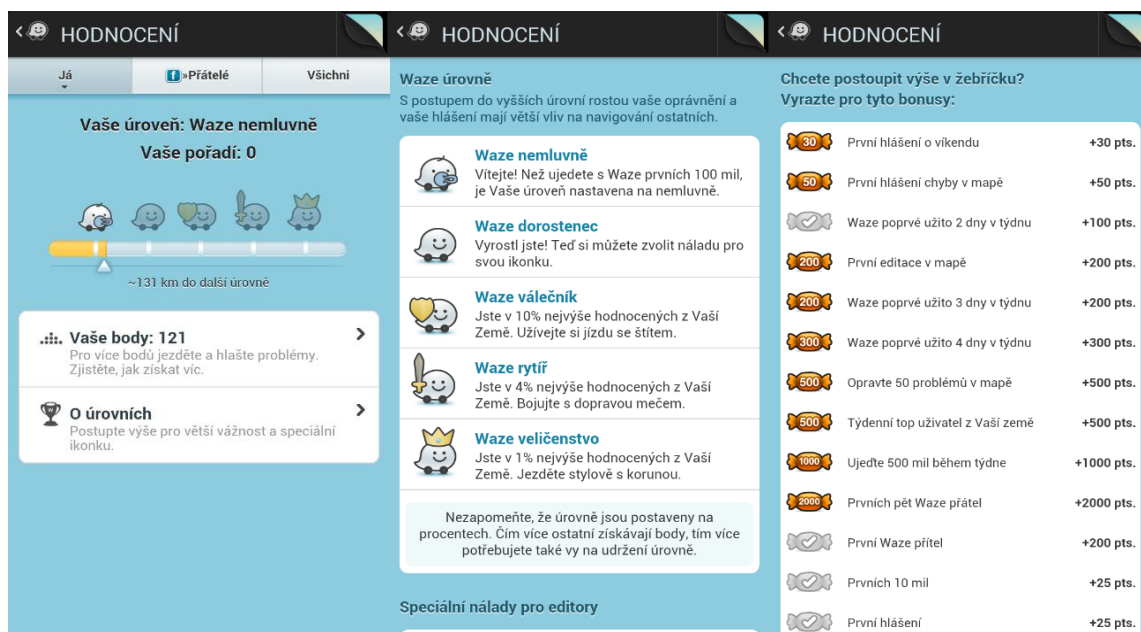 HODNOCENÍ
Já
f »Přátelé
Všichni
Vaše úroveň: Waze nemluvně
Vaše pořadí: 0
~131 km do další úrovně
Vaše body: 121
Pro více bodů jezděte a hlašte problémy.
Zjistěte, jak získat víc.
O úrovních
Postupte výše pro větší vážnost a speciální
ikonku.
HODNOCENÍ
Waze úrovně
S postupem do vyšších úrovní rostou vaše oprávnění a
vaše hlášení mají větší vliv na navigování ostatních.
Waze nemluvně
Vítejte! Než ujedete s Waze prvních 100 mil,
je Vaše úroveň nastavena na nemluvně.
Waze dorostenec
Vyrostl jste! Teď si můžete zvolit náladu pro
svou ikonku.
Waze válečník
Jste v 10% nejvýše hodnocených z Vaší
Země. Užívejte si jízdu se štítem.
Waze rytíř
Jste v 4% nejvýše hodnocených z Vaší
Země. Bojujte s dopravou mečem.
Waze veličenstvo
Jste v 1% nejvýše hodnocených z Vaší
Země. Jezděte stylově s korunou.
Nezapomeňte, že úrovně jsou postaveny na
procentech. Čím více ostatní získávají body, tím více
potřebujete také vy na udržení úrovně.
Speciální nálady pro editory
HODNOCENÍ
Chcete postoupit výše v žebříčku?
Vyrazte pro tyto bonusy:
30 První hlášení o víkendu +30 pts.
50 První hlášení chyby v mapě +50 pts.
Waze poprvé užito 2 dny v týdnu +100 pts.
200 První editace v mapě +200 pts.
200 Waze poprvé užito 3 dny v týdnu +200 pts.
300 Waze poprvé užito 4 dny v týdnu +300 pts.
500 Opravte 50 problémů v mapě +500 pts.
500 Týdenní top uživatel z Vaší země +500 pts.
1000 Ujeďte 500 mil během týdne +1000 pts.
2000 Prvních pět Waze přátel +2000 pts.
První Waze přítel +200 pts.
Prvních 10 mil +25 pts.
První hlášení +25 pts.